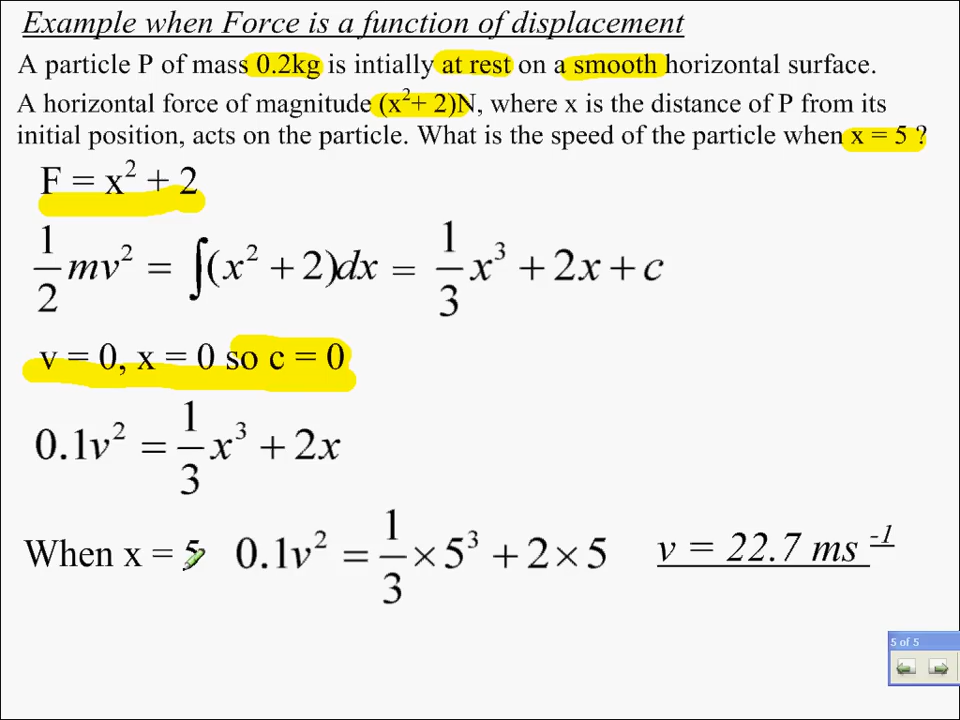 Example when Force is a function of displacement
A particle P of mass 0.2kg is intially at rest on a smooth horizontal surface.
A horizontal force of magnitude (x²+ 2)N, where x is the distance of P from its
initial position, acts on the particle. What is the speed of the particle when x = 5 ?
F = x² + 2
1/2 mv² = ∫(x² + 2)dx = 1/3 x³ + 2x + c
v = 0, x = 0 so c = 0
0.1v² = 1/3 x³ + 2x
When x = 5 0.1v² = 1/3 × 5³ + 2 × 5 v = 22.7 ms⁻¹
5 of 5